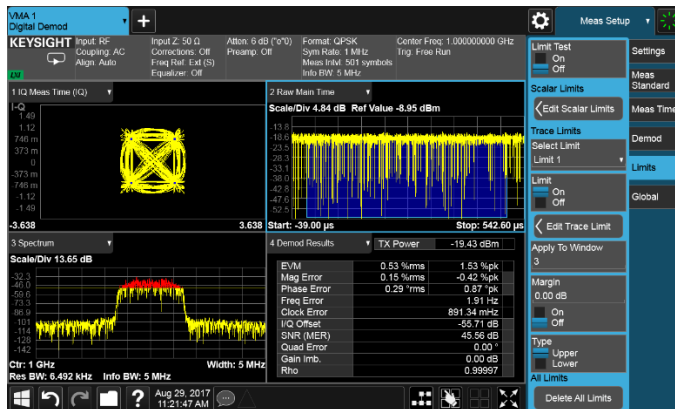 VMA 1
Digital Demod
Meas Setup
KEYSIGHT
Input: RF
Coupling: AC
Align: Auto
Input Z: 50 Ω
Corrections: Off
Freq Ref: Ext (S)
Equalizer: Off
Atten: 6 dB (*e*0)
Preamp: Off
Format: QPSK
Sym Rate: 1 MHz
Meas Intvl: 501 symbols
Info BW: 5 MHz
Center Freq: 1.000000000 GHz
Trig: Free Run
1 IQ Meas Time (IQ)
I-Q
1.49
1.12
746 m
373 m
0
-373 m
-746 m
-1.12
-1.49
-3.638
3.638
2 Raw Main Time
Scale/Div 4.84 dB Ref Value -8.95 dBm
-13.8
-18.6
-23.5
-28.3
-33.1
-38.0
-42.8
-47.6
-52.5
Start: -39.00 µs
Stop: 542.60 µs
3 Spectrum
Scale/Div 13.65 dB
-32.3
-46.0
-59.6
-73.3
-86.9
-101
-114
-128
-142
Ctr: 1 GHz
Width: 5 MHz
Res BW: 6.492 kHz Info BW: 5 MHz
4 Demod Results
TX Power -19.43 dBm
EVM 0.53 %rms 1.53 %pk
Mag Error 0.15 %rms -0.42 %pk
Phase Error 0.29 °rms 0.87 °pk
Freq Error 1.91 Hz
Clock Error 891.34 mHz
I/Q Offset -55.71 dB
SNR (MER) 45.56 dB
Quad Error 0.00 °
Gain Imb. 0.00 dB
Rho 0.99997
Limit Test
On
Off
Scalar Limits
Edit Scalar Limits
Trace Limits
Select Limit
Limit 1
Limit
On
Off
Edit Trace Limit
Apply To Window
3
Margin
0.00 dB
On
Off
Type
Upper
Lower
All Limits
Delete All Limits
Settings
Meas
Standard
Meas Time
Demod
Limits
Global
Aug 29, 2017
11:21:47 AM